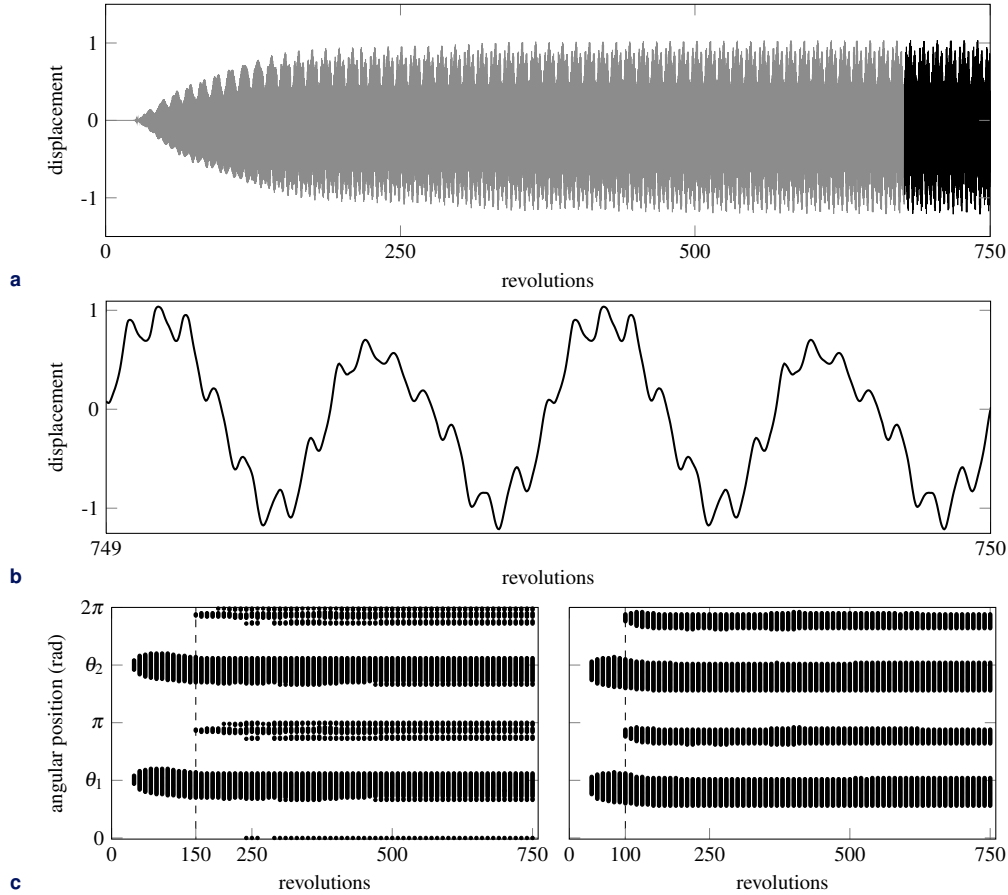 1
0
-1
displacement
0 250 500 750
revolutions
a
1
0
-1
displacement
749 750
revolutions
b
2π
θ2
π
θ1
0
angular position (rad)
0 150 250 500 750
revolutions
0 100 250 500 750
revolutions
c